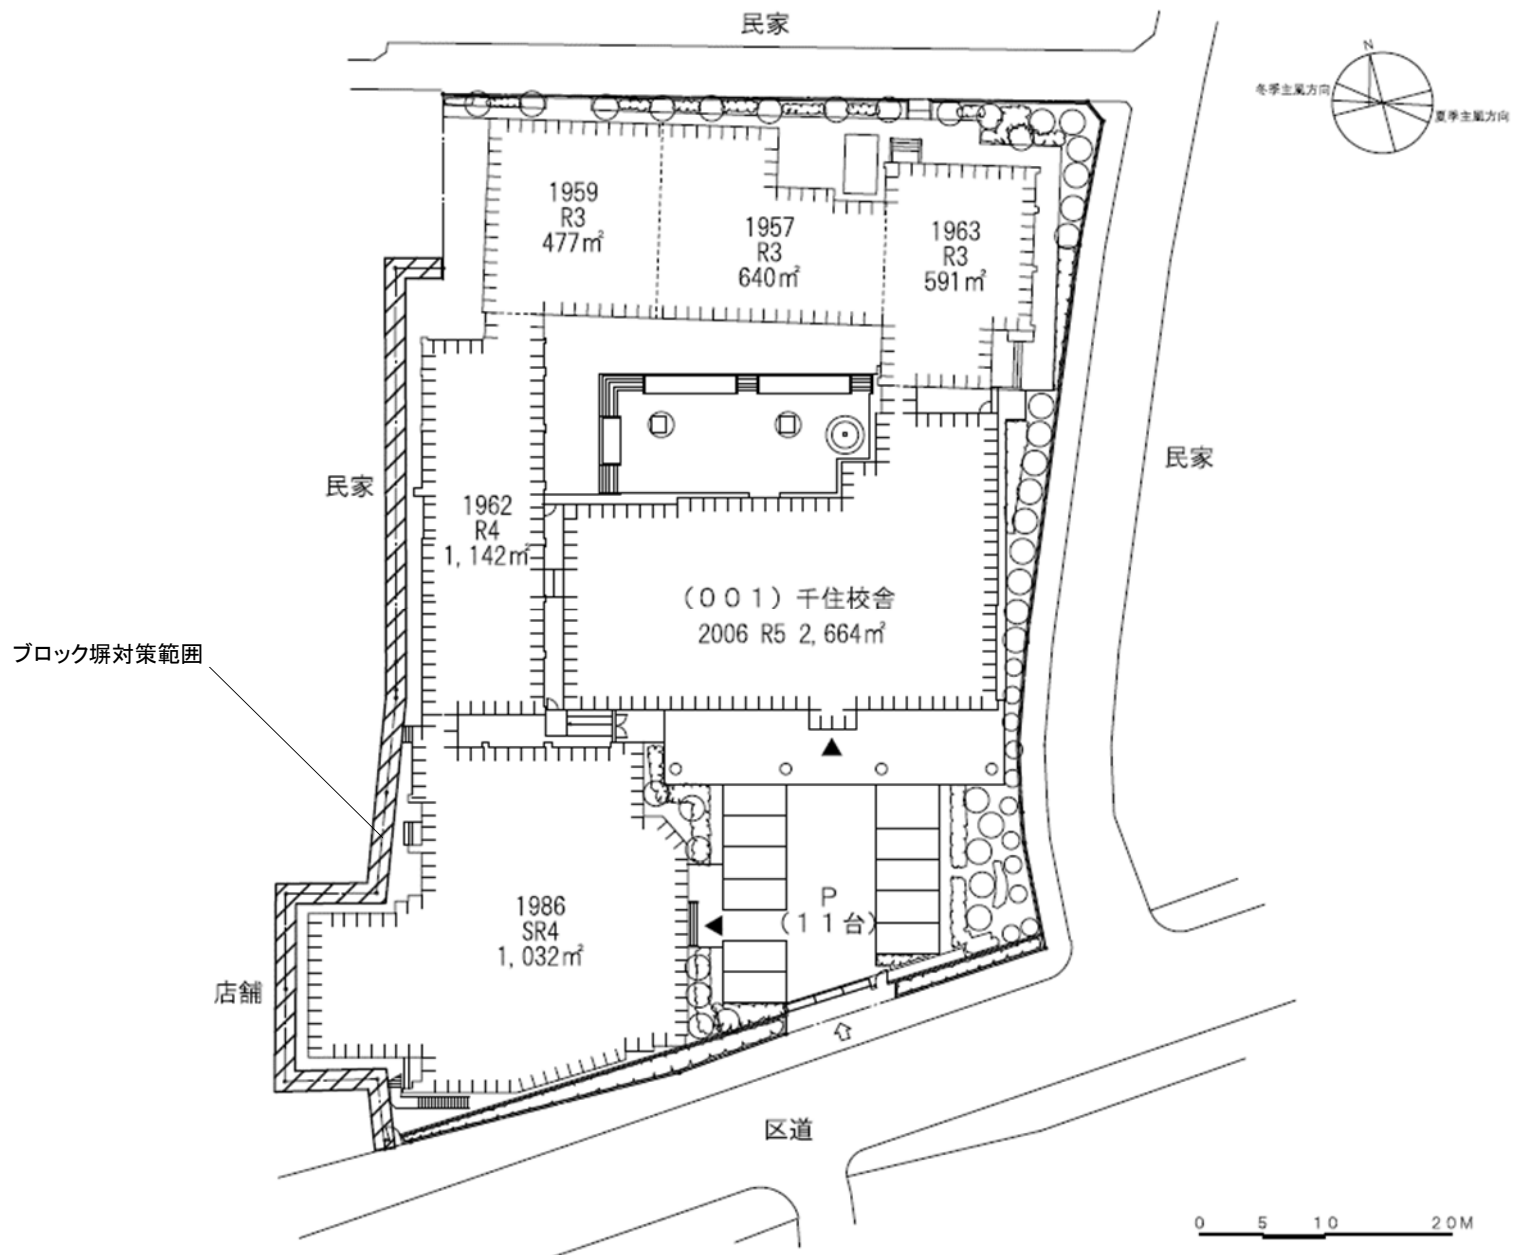 民家
N
冬季主風方向
夏季主風方向
1959
R3
477㎡
1957
R3
640㎡
1963
R3
591㎡
民家
民家
1962
R4
1,142㎡
(001)千住校舎
2006 R5 2,664㎡
ブロック塀対策範囲
P
(11台)
1986
SR4
1,032㎡
店舗
区道
0 5 10 20M